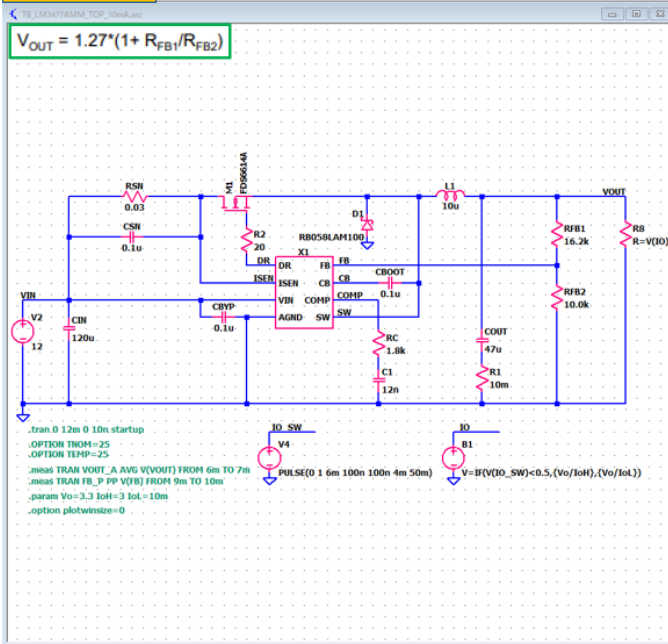 TB_LM3477AMM_TOP_10mA.asc
VOUT = 1.27*(1+ RFB1/RFB2)
RSN
0.03
CSN
0.1u
M1
FDS6614A
R2
20
D1
RB058LAM100
L1
10u
VOUT
RFB1
16.2k
R8
R=V(IO)
X1
DR
DR
FB
FB
ISEN
ISEN
CB
CB
CBOOT
0.1u
VIN
COMP
COMP
AGND
SW
SW
RFB2
10.0k
VIN
V2
12
CIN
120u
CBYP
0.1u
RC
1.8k
C1
12n
COUT
47u
R1
10m
.tran 0 12m 0 10n startup
.OPTION TNOM=25
.OPTION TEMP=25
.meas TRAN VOUT_A AVG V(VOUT) FROM 6m TO 7m
.meas TRAN FB_P PP V(FB) FROM 9m TO 10m
.param Vo=3.3 IoH=3 IoL=10m
.option plotwinsize=0
IO_SW
V4
PULSE(0 1 6m 100n 100n 4m 50m)
IO
B1
V=IF(V(IO_SW)<0.5,{Vo/IoH},{Vo/IoL})